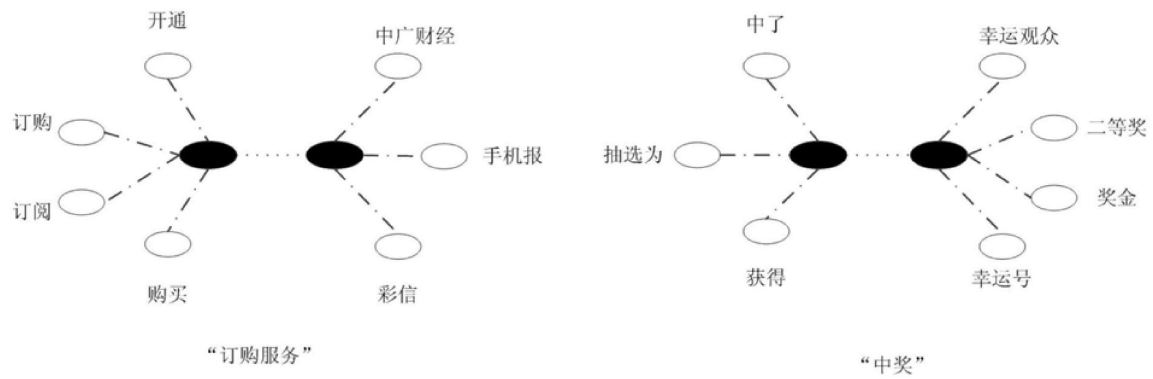 开通
中广财经
订购
手机报
订阅
购买
彩信
“订购服务”
中了
幸运观众
二等奖
抽选为
奖金
获得
幸运号
“中奖”